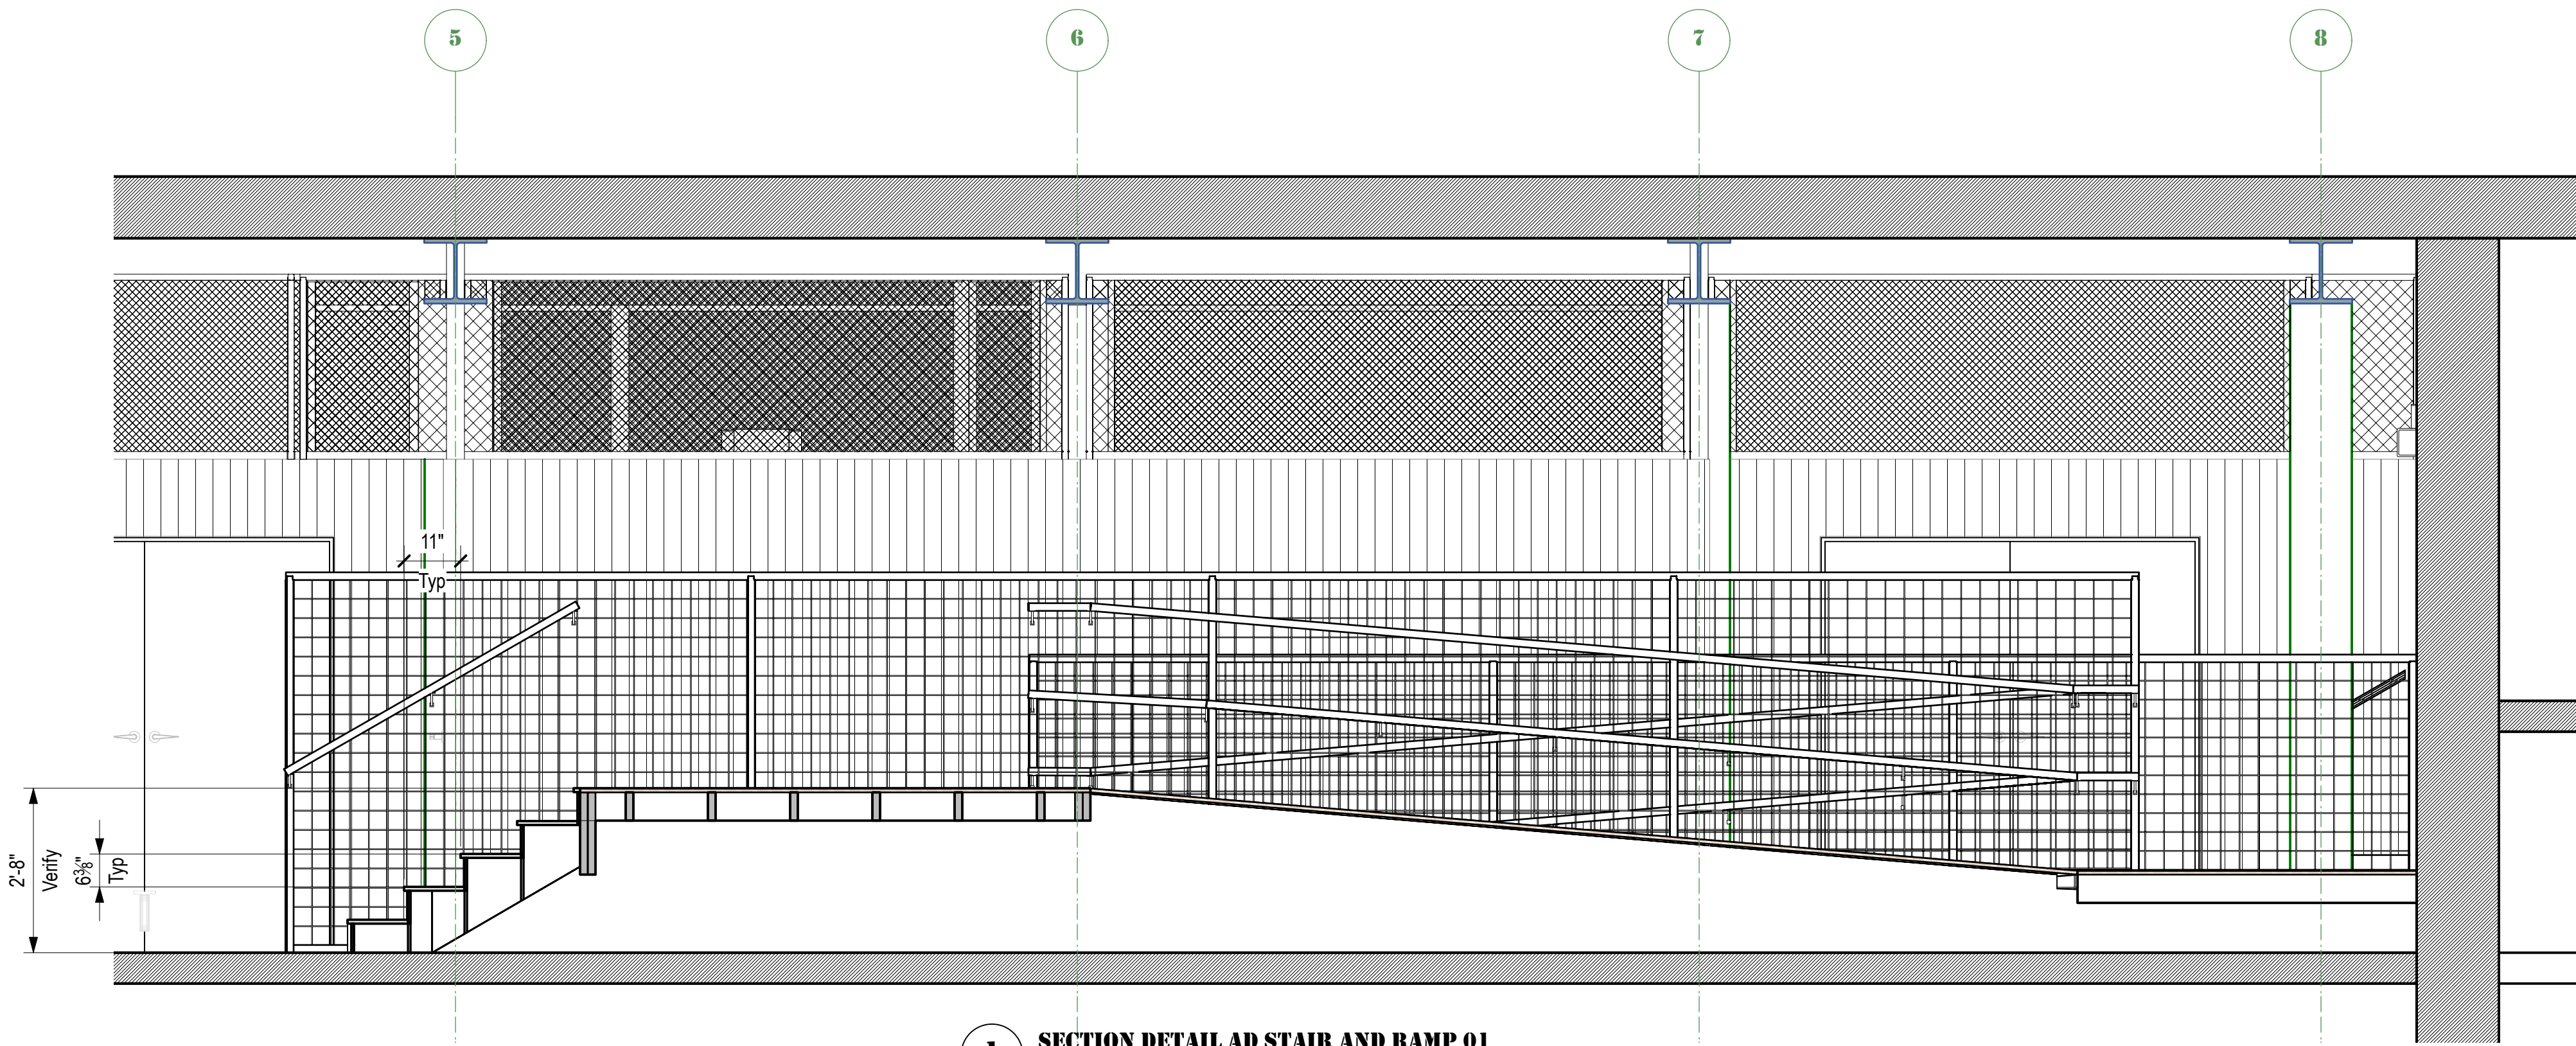 5
6
7
8
11"
Typ
2'-8"
Verify
6⅜"
Typ
1
SECTION DETAIL AD STAIR AND RAMP 01